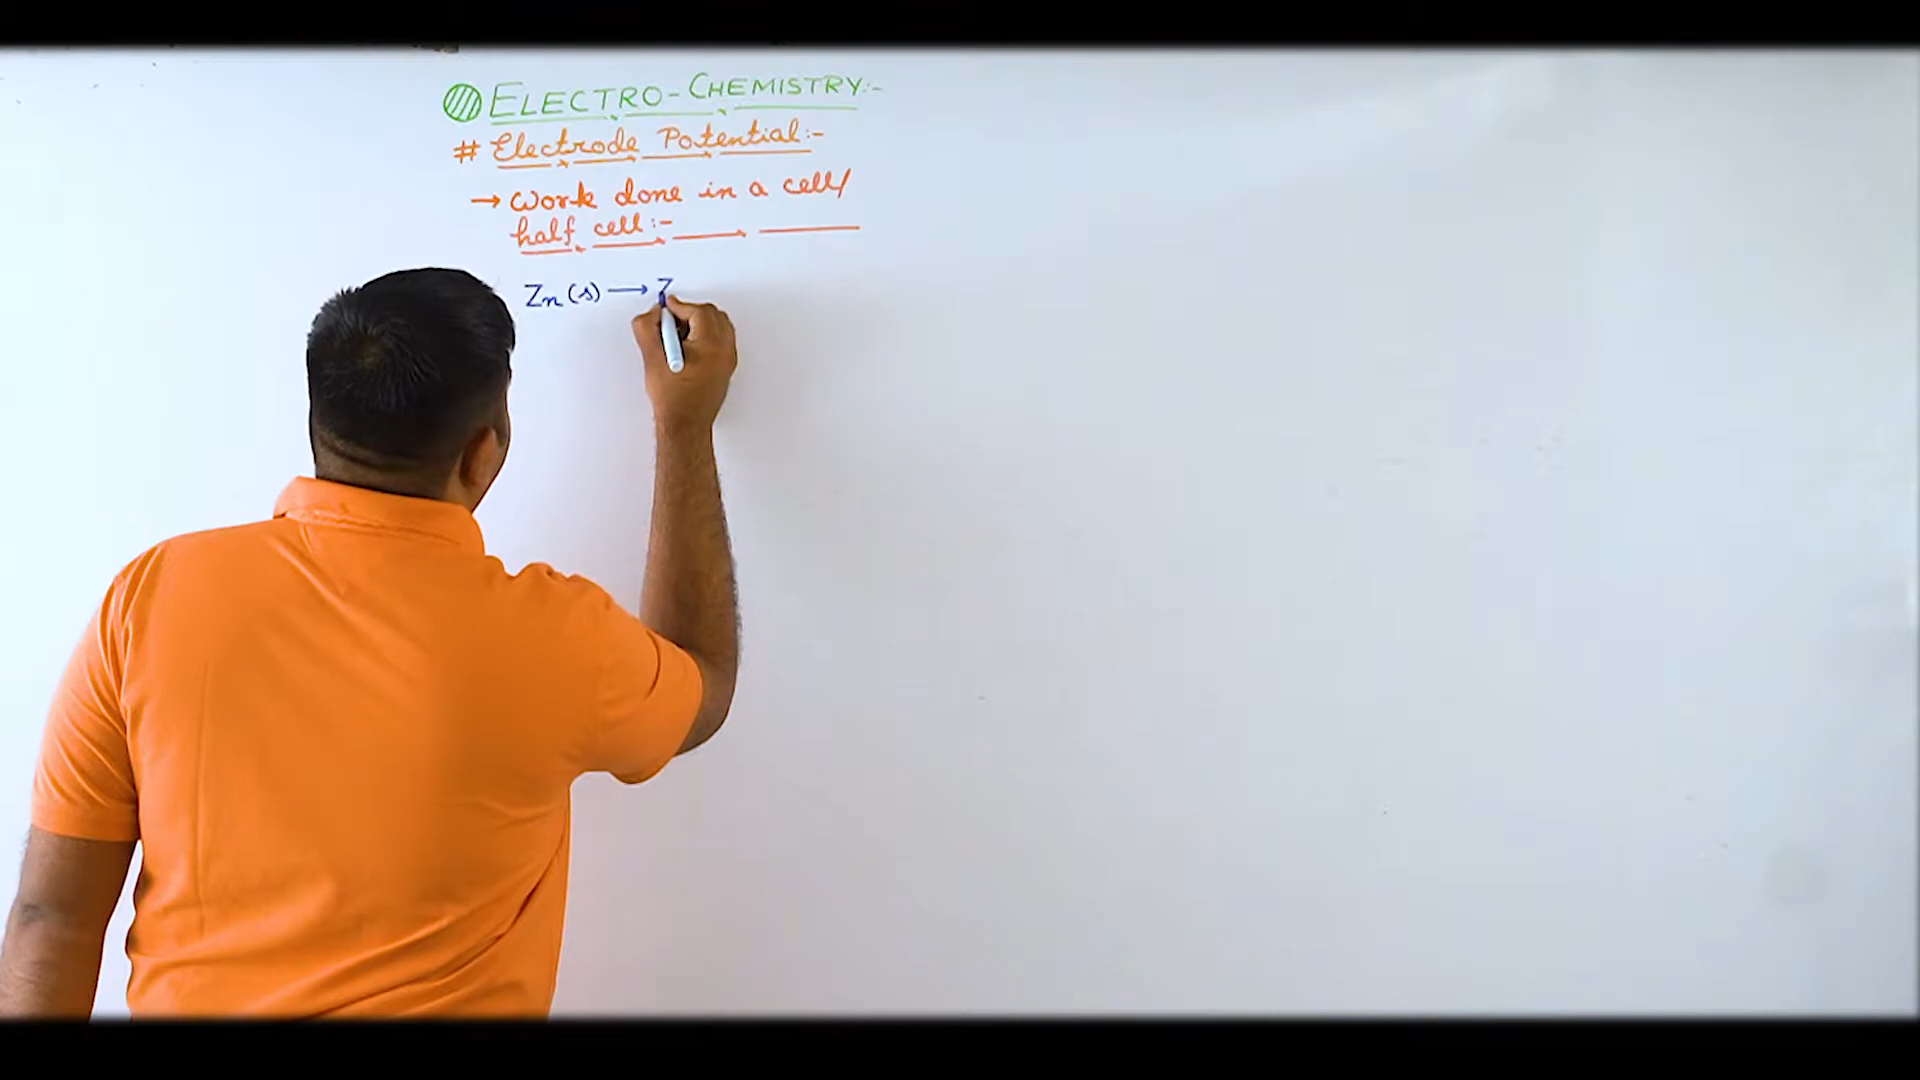 ELECTRO-CHEMISTRY:-
# Electrode Potential:-
→ Work done in a cell/
half cell:-
Zn(s) → Z